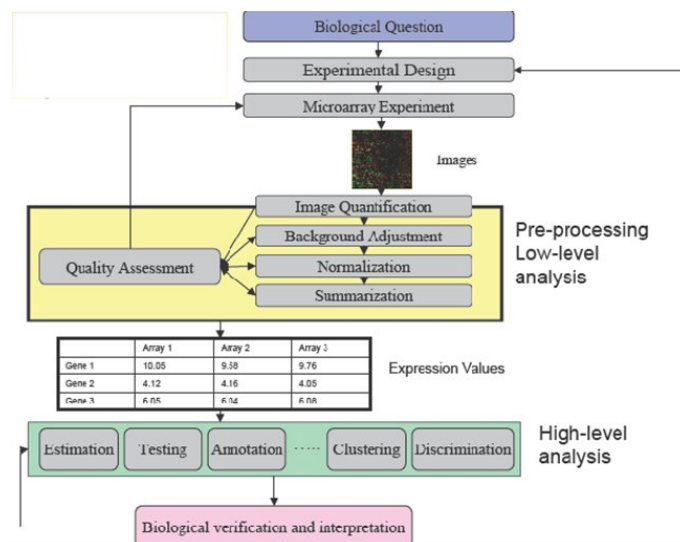 Biological Question
Experimental Design
Microarray Experiment
Images
Image Quantification
Background Adjustment
Normalization
Summarization
Quality Assessment
Pre-processing
Low-level
analysis
Array 1 Array 2 Array 3
Gene 1 10.05 9.58 9.76
Gene 2 4.12 4.16 4.05
Gene 3 6.05 6.04 6.08
Expression Values
Estimation Testing Annotation ..... Clustering Discrimination
High-level
analysis
Biological verification and interpretation